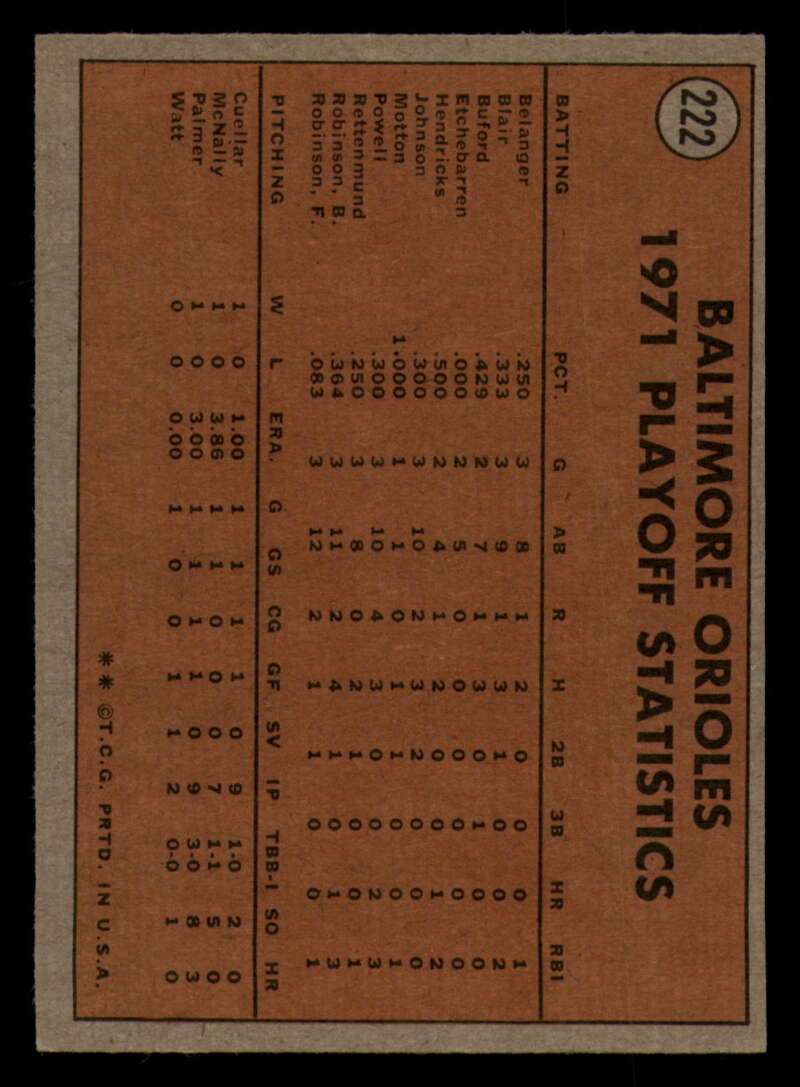 222
BALTIMORE ORIOLES
1971 PLAYOFF STATISTICS
BATTING PCT. G AB R H 2B 3B HR RBI
Belanger .250 3 8 1 2 0 0 0 1
Blair .333 3 9 1 3 1 0 0 2
Buford .429 2 7 1 3 0 1 0 0
Etchebarren .000 2 5 0 0 0 0 0 0
Hendricks .500 2 4 1 2 0 0 1 2
Johnson .300 3 10 2 3 2 0 0 0
Motton 1.000 1 1 0 1 1 0 0 1
Powell .300 3 10 4 3 0 0 2 3
Rettenmund .250 3 8 0 2 1 0 0 1
Robinson, B. .364 3 11 2 4 1 0 1 3
Robinson, F. .083 3 12 2 1 1 0 0 1
PITCHING W L ERA. G GS CG GF SV IP TBB-I SO HR
Cuellar 1 0 1.00 1 1 1 1 0 9 1-0 2 0
McNally 1 0 3.86 1 1 0 0 0 7 1-1 5 0
Palmer 1 0 3.00 1 1 1 1 0 9 3-0 8 3
Watt 0 0 0.00 1 0 0 1 1 2 0-0 1 0
** ©T.C.G. PRTD. IN U.S.A.